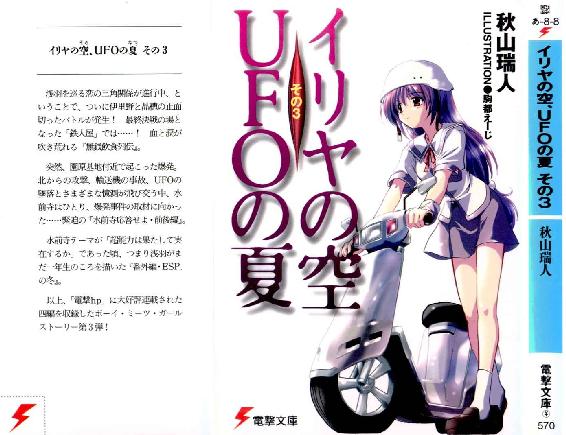 イリヤの空、UFOの夏 その3
浅羽を巡る恋の三角関係が進行中、と
いうことで、ついに伊里野と晶穂の正面
切ったバトルが発生! 最終決戦の場と
なった「鉄人屋」では……! 血と涙が
吹き荒れる『無銭飲食列伝』。
突然、園原基地付近で起こった爆発。
北からの攻撃、輸送機の事故、UFOの
墜落とさまざまな憶測が飛び交う中、水
前寺はひとり、爆発事件の取材に向かっ
た……緊迫の『水前寺応答せよ・前後編』。
水前寺テーマが「超能力は果たして実
在するか」であった頃、つまり浅羽がま
だ一年生のころを描いた『番外編・ESP
の冬』。
以上、「電撃hp」に大好評連載された
四編を収録したボーイ・ミーツ・ガール
ストーリー第3弾!
イリヤの空
UFOの夏
その3
秋山瑞人
ILLUSTRATION●駒都えーじ
電撃文庫
あ-8-8
イリヤの空、UFOの夏 その3
秋山瑞人
電撃文庫
570